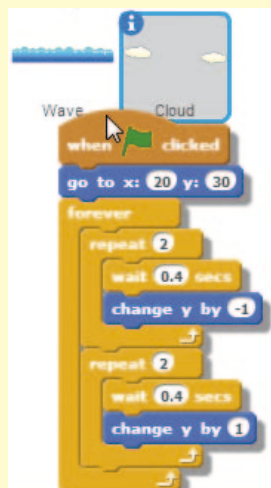 Wave Cloud
when clicked
go to x: 20 y: 30
forever
repeat 2
wait 0.4 secs
change y by -1
repeat 2
wait 0.4 secs
change y by 1